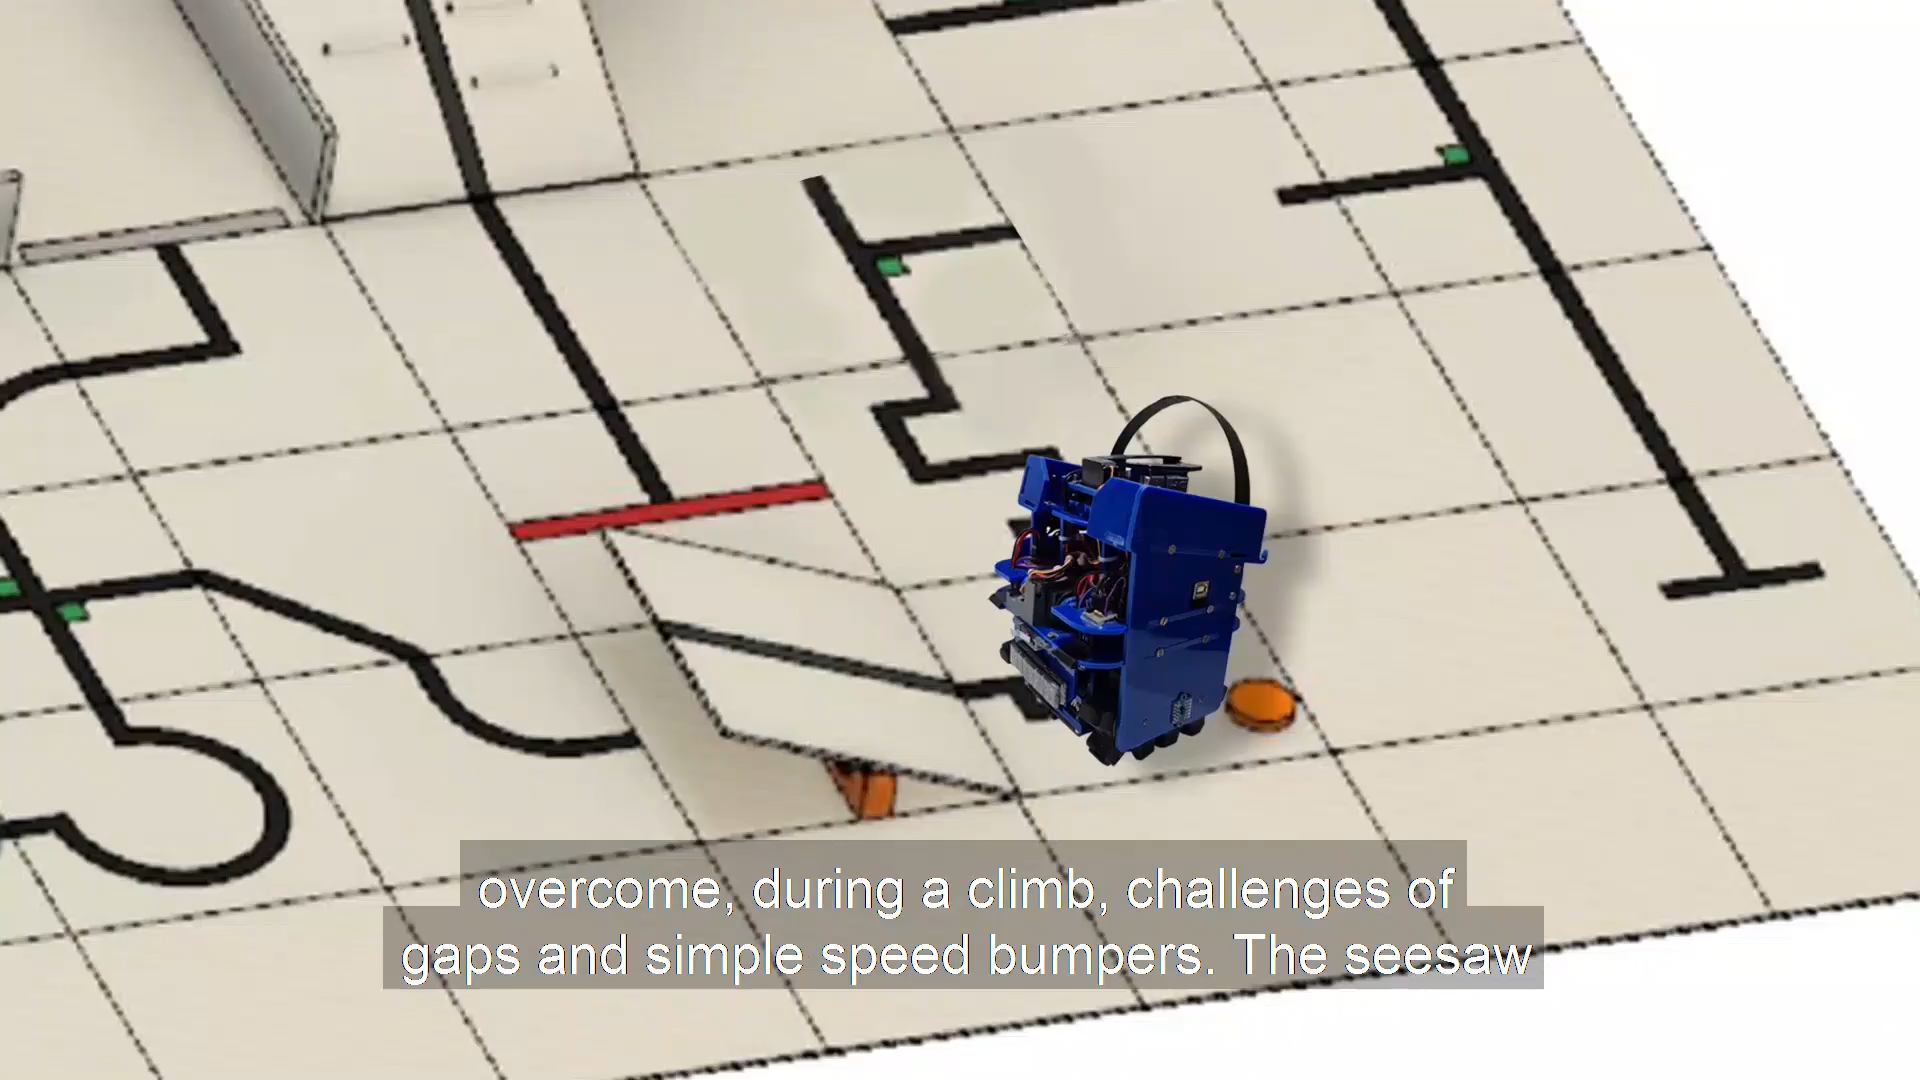 overcome, during a climb, challenges of
gaps and simple speed bumpers. The seesaw